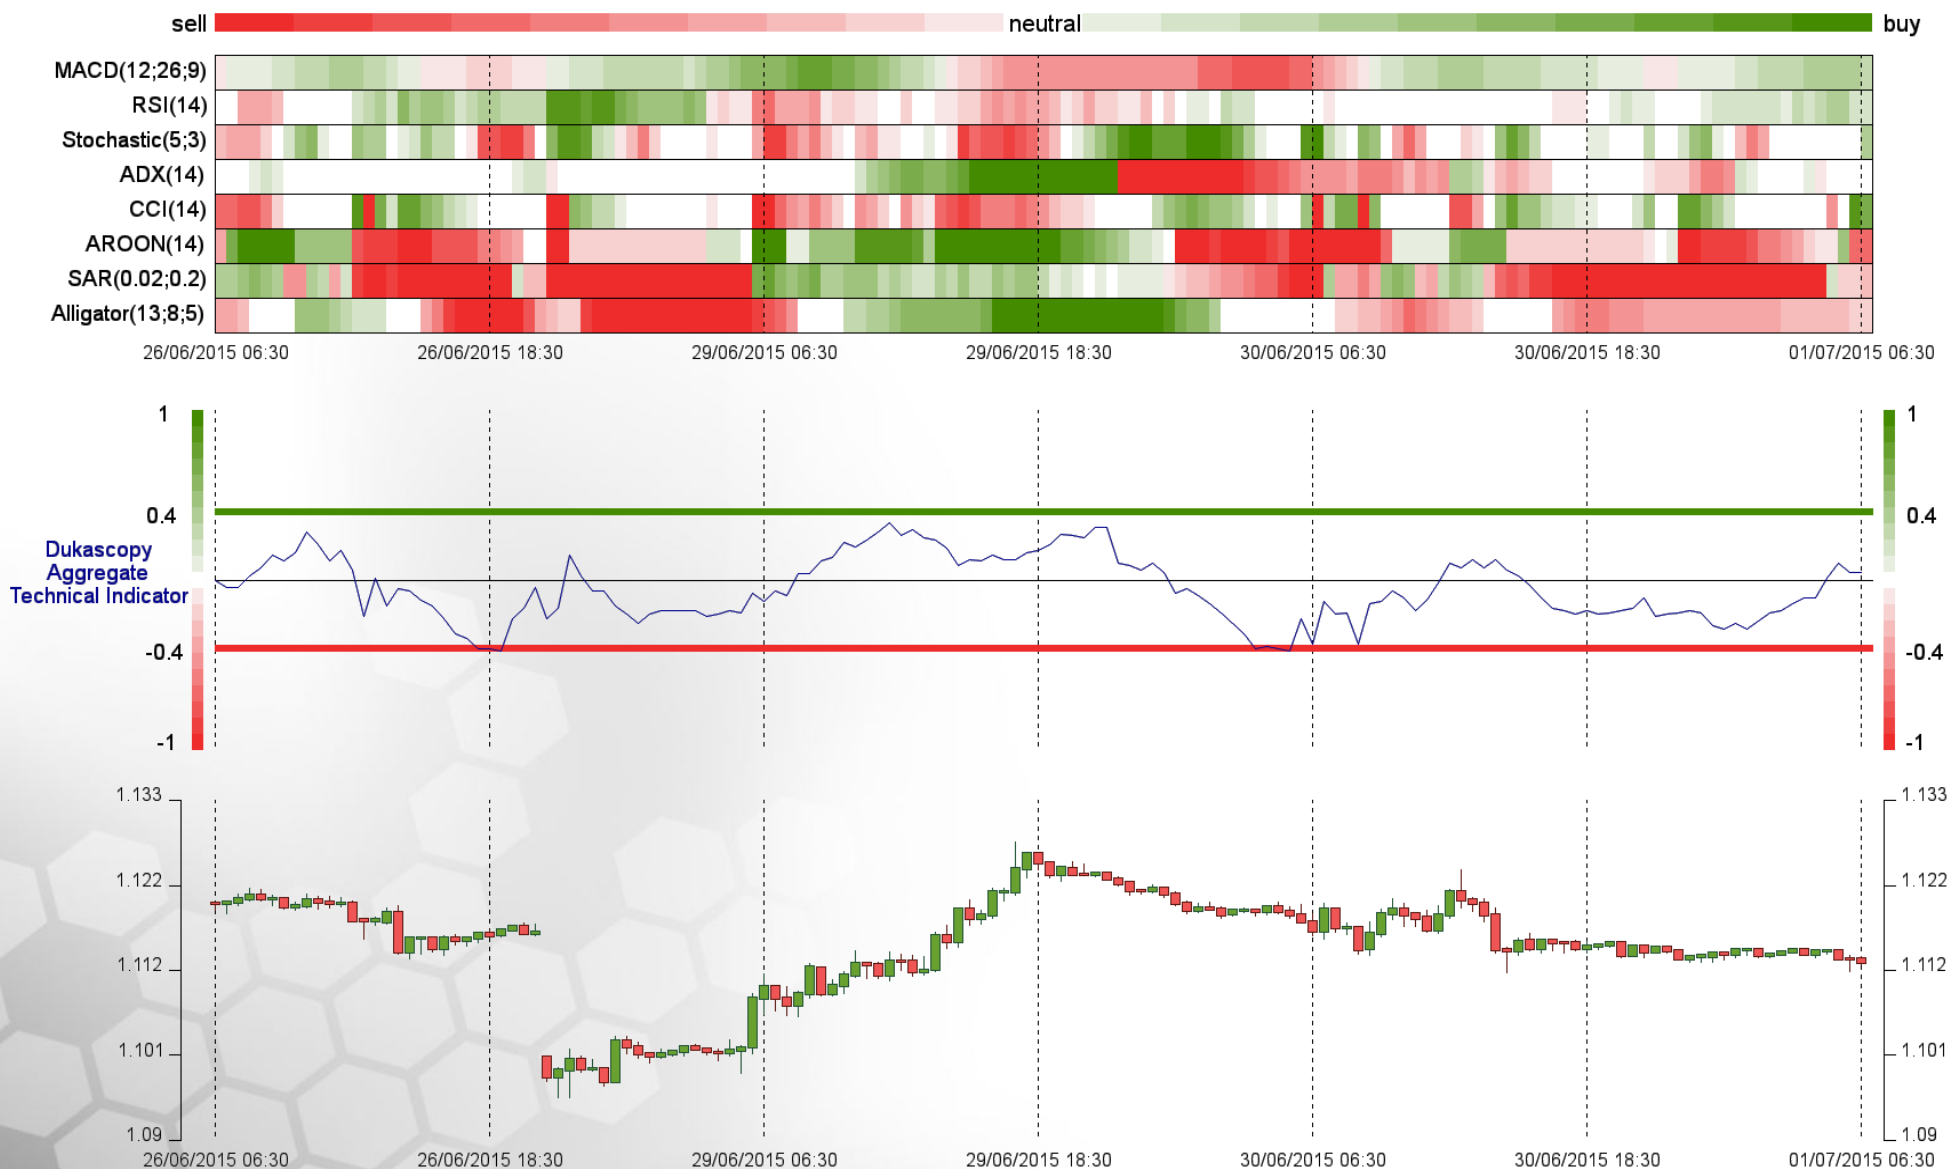 sell neutral buy
MACD(12;26;9)
RSI(14)
Stochastic(5;3)
ADX(14)
CCI(14)
AROON(14)
SAR(0.02;0.2)
Alligator(13;8;5)
26/06/2015 06:30 26/06/2015 18:30 29/06/2015 06:30 29/06/2015 18:30 30/06/2015 06:30 30/06/2015 18:30 01/07/2015 06:30
1 1
0.4 0.4
Dukascopy
Aggregate
Technical Indicator
-0.4 -0.4
-1 -1
1.133 1.133
1.122 1.122
1.112 1.112
1.101 1.101
1.09 1.09
26/06/2015 06:30 26/06/2015 18:30 29/06/2015 06:30 29/06/2015 18:30 30/06/2015 06:30 30/06/2015 18:30 01/07/2015 06:30